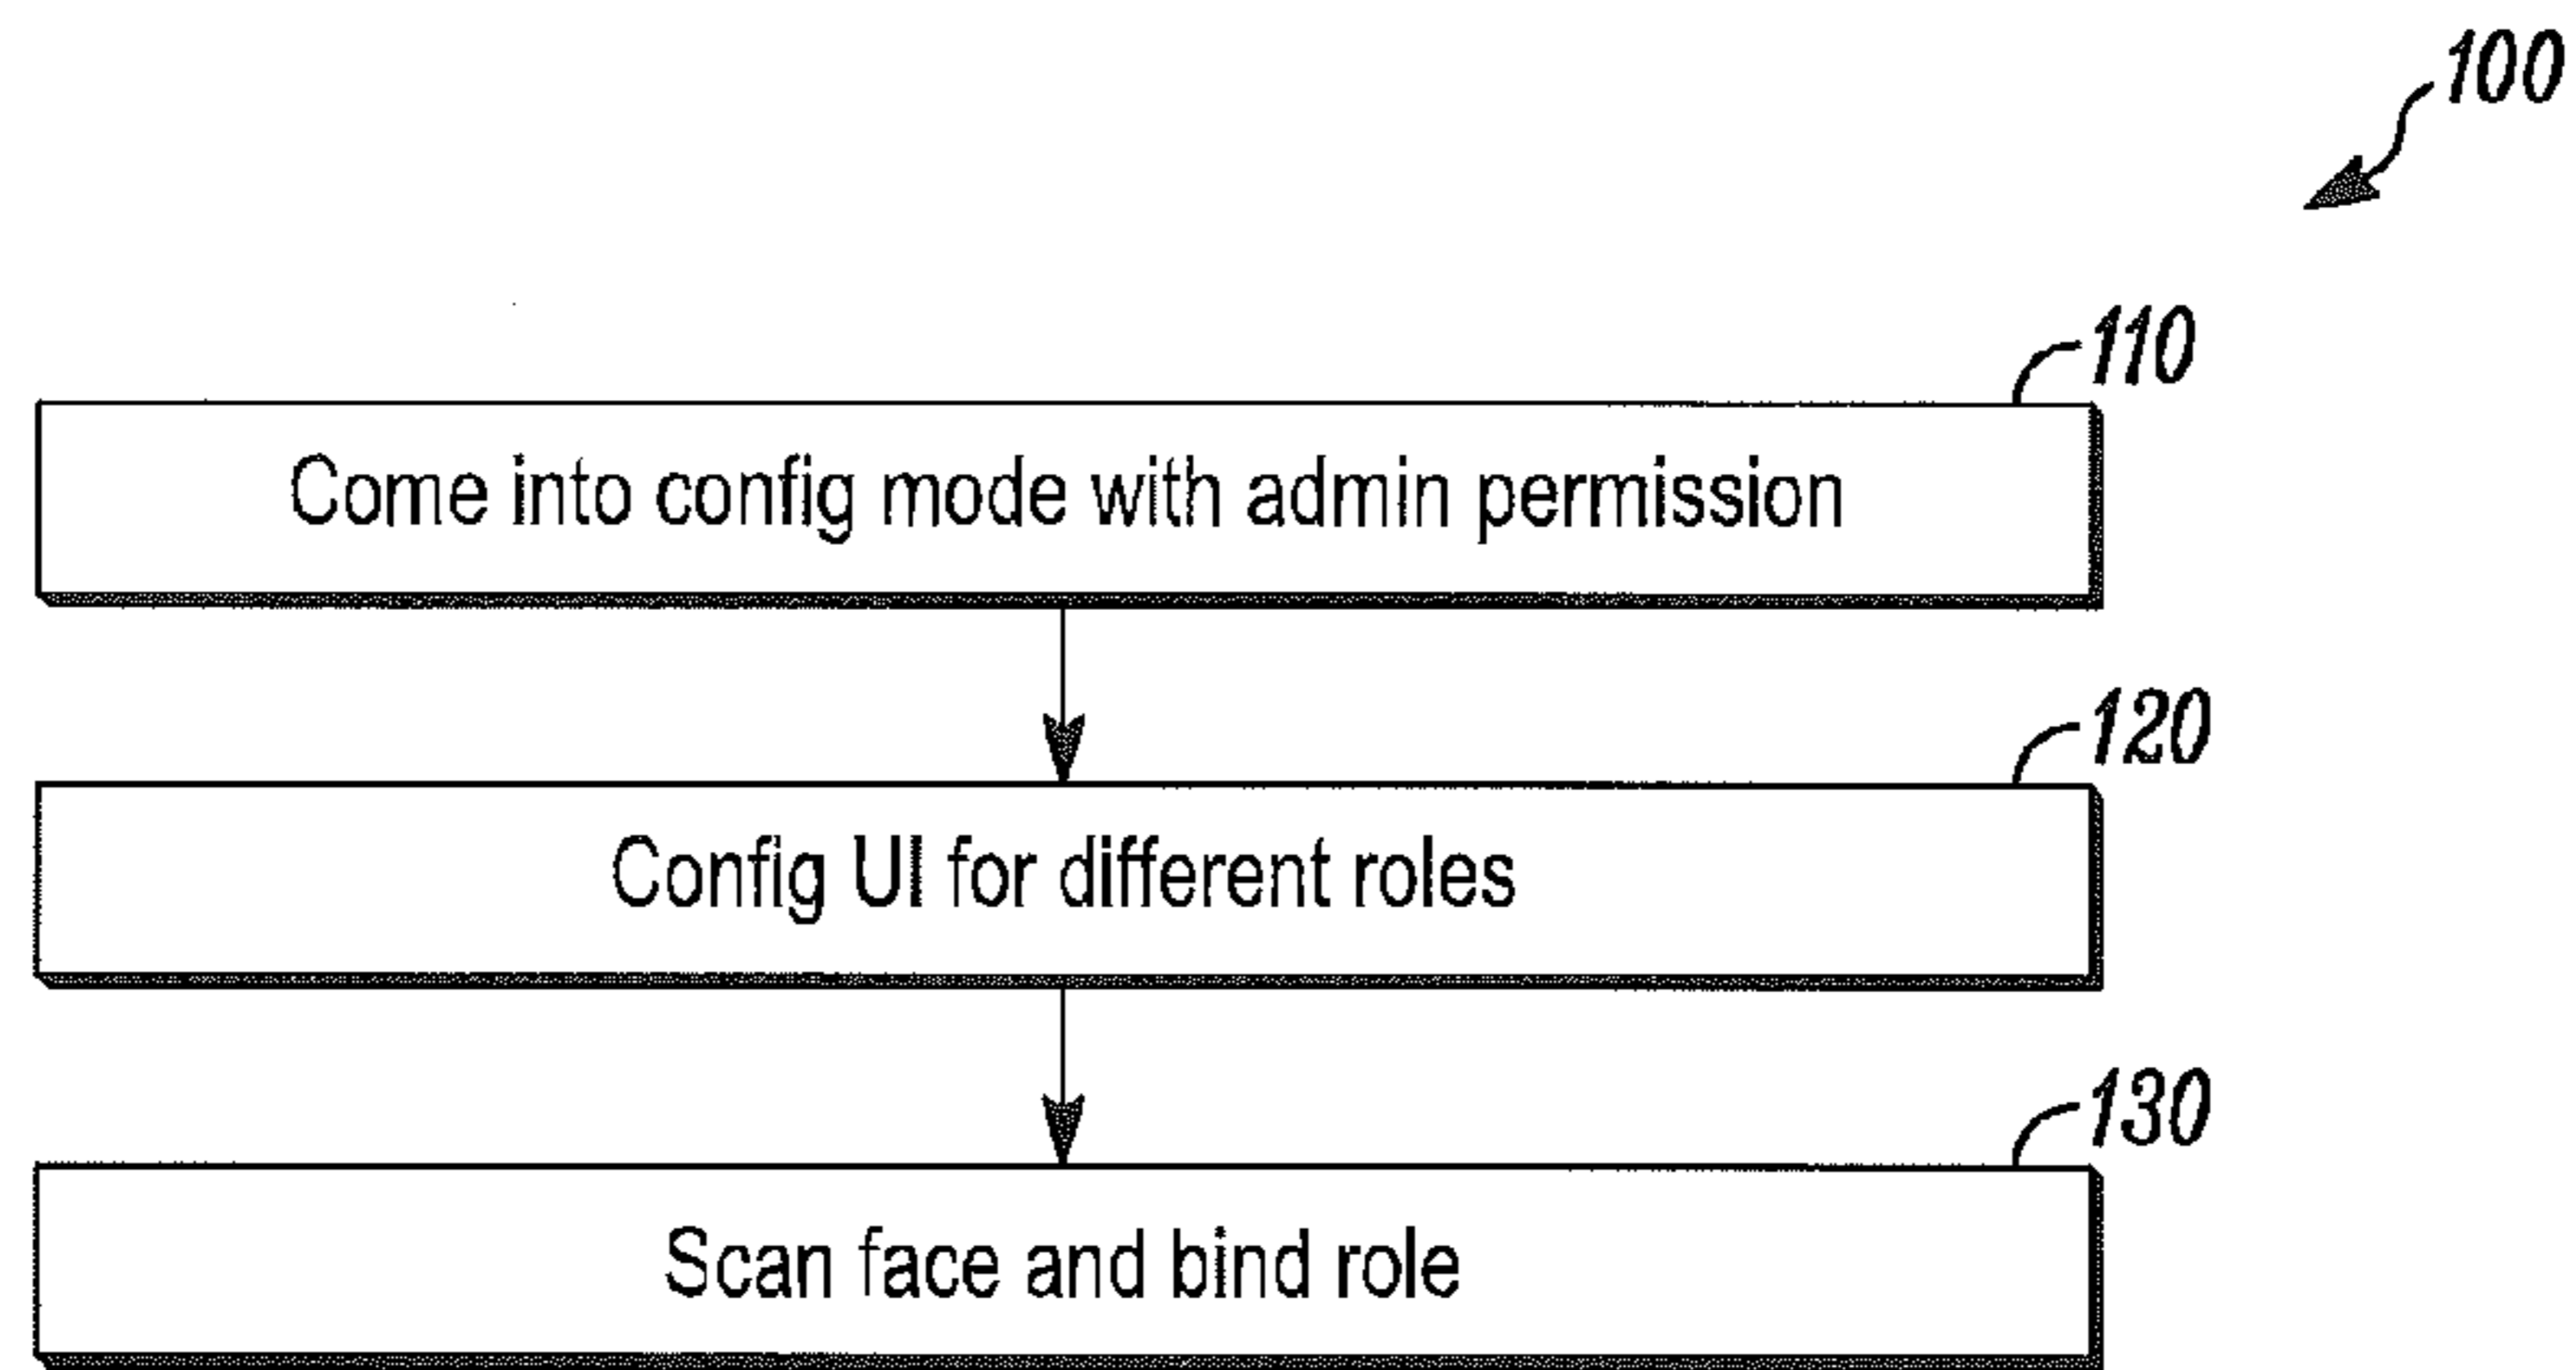 100
110
Come into config mode with admin permission
120
Config UI for different roles
130
Scan face and bind role